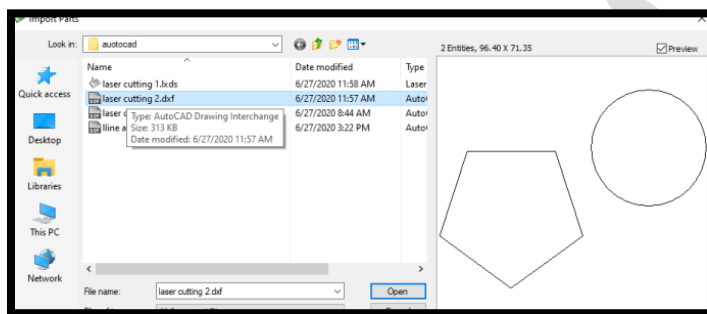 Import Parts
Look in: auotocad
2 Entities, 96.40 X 71.35 Preview
Name Date modified Type
laser cutting 1.lxds 6/27/2020 11:58 AM Laser
laser cutting 2.dxf 6/27/2020 11:57 AM Auto
laser 6/27/2020 8:44 AM Auto
lline a 6/27/2020 3:22 PM Auto
Type: AutoCAD Drawing Interchange
Size: 313 KB
Date modified: 6/27/2020 11:57 AM
Quick access
Desktop
Libraries
This PC
Network
File name: laser cutting 2.dxf Open